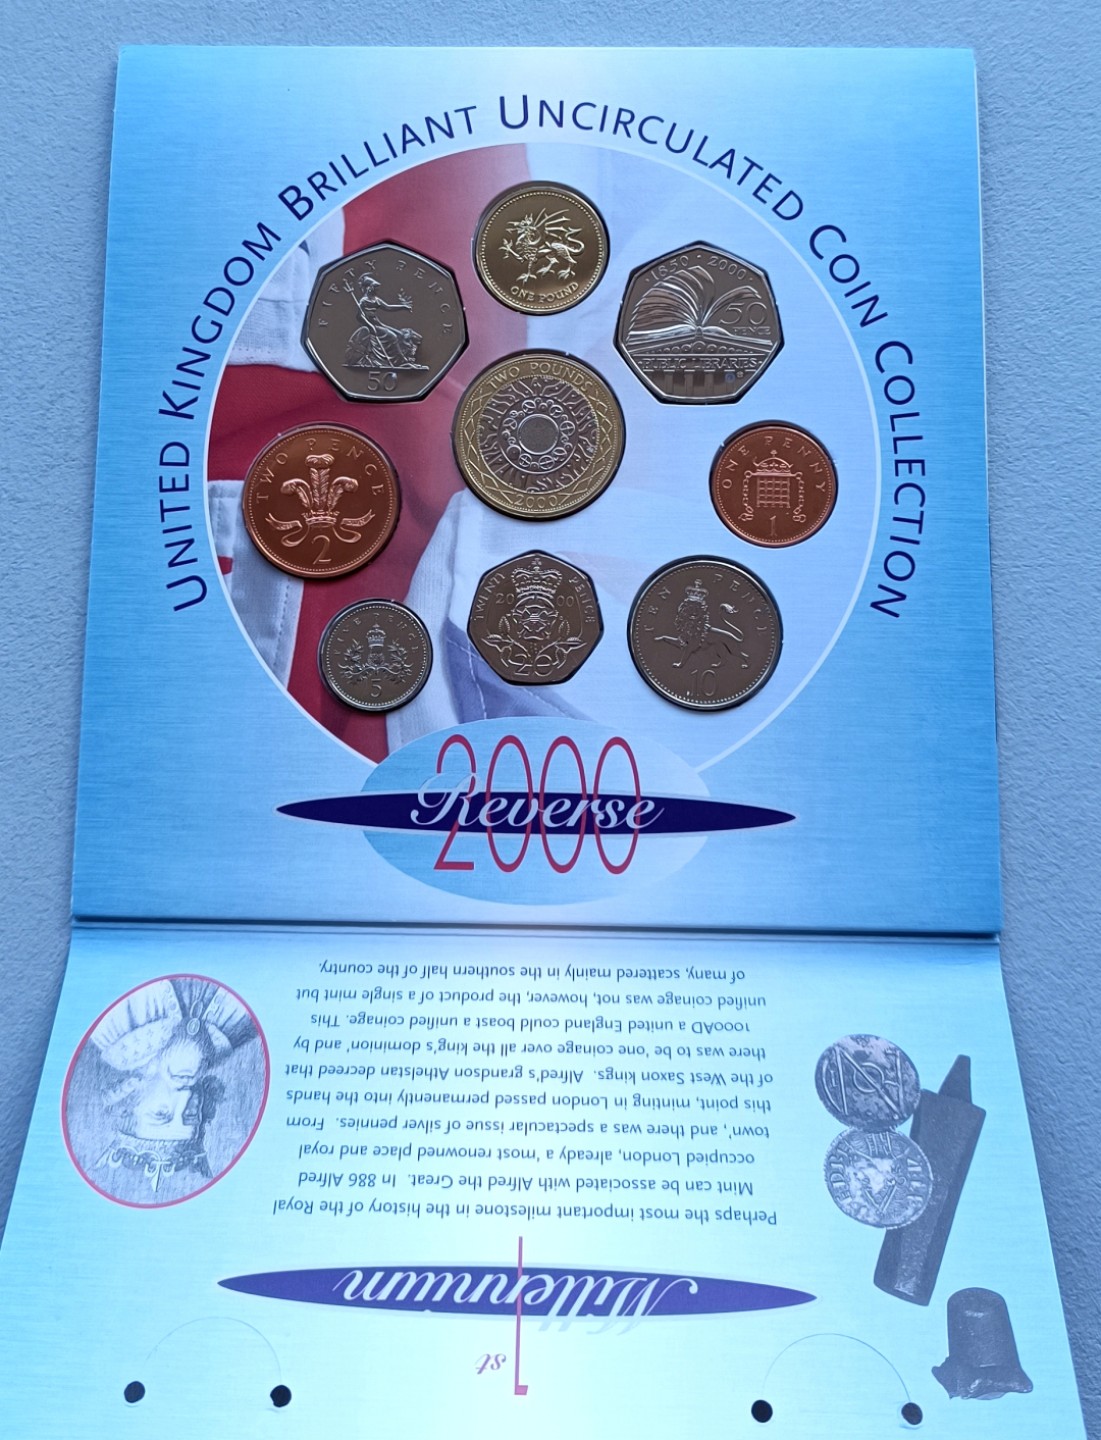 UNITED KINGDOM BRILLIANT UNCIRCULATED COIN COLLECTION
ONE POUND
FIFTY PENCE
50
1850 · 2000
50
PENCE
PUBLIC LIBRARIES
TWO POUNDS
2000
TWO PENCE
2
ONE PENNY
1
FIVE PENCE
5
TWENTY PENCE
20 00
20
TEN PENCE
10
2000
Reverse
1st
Millennium
Perhaps the most important milestone in the history of the Royal
Mint can be associated with Alfred the Great. In 886 Alfred
occupied London, already a 'most renowned place and royal
town', and there was a spectacular issue of silver pennies. From
this point, minting in London passed permanently into the hands
of the West Saxon kings. Alfred's grandson Athelstan decreed that
there was to be 'one coinage over all the king's dominion' and by
1000AD a united England could boast a unified coinage. This
unified coinage was not, however, the product of a single mint but
of many, scattered mainly in the southern half of the country.